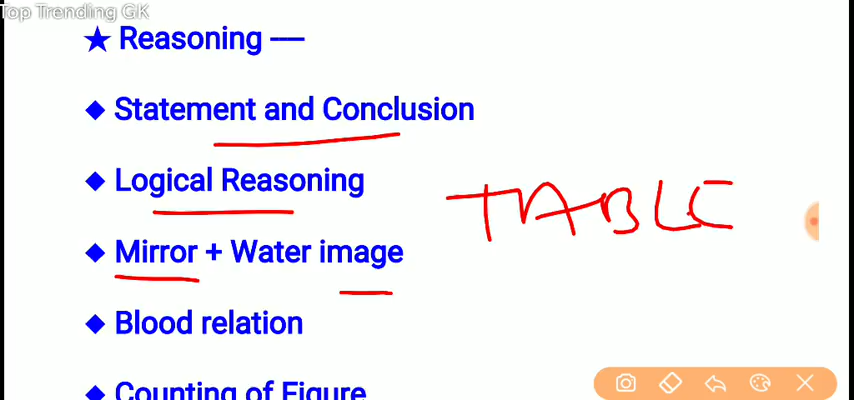 Top Trending GK
★ Reasoning —
◆ Statement and Conclusion
◆ Logical Reasoning
TABLE
◆ Mirror + Water image
◆ Blood relation
◆ Counting of Figure